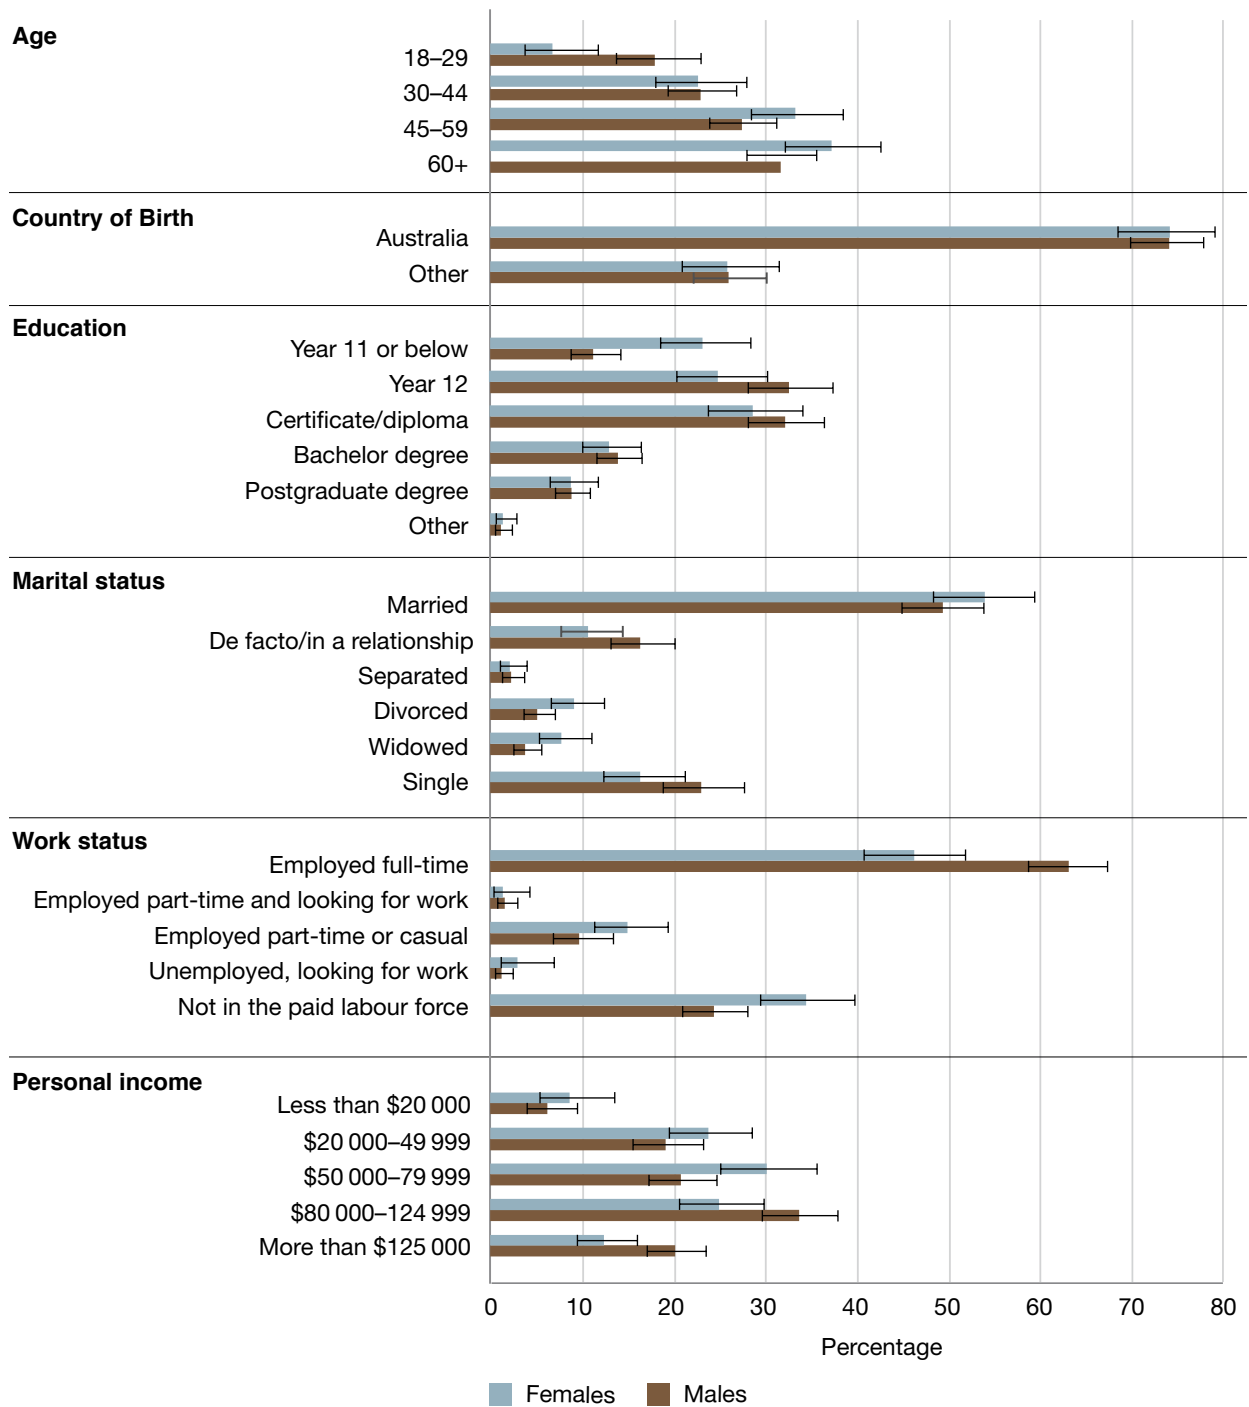 Age
18–29
30–44
45–59
60+
Country of Birth
Australia
Other
Education
Year 11 or below
Year 12
Certificate/diploma
Bachelor degree
Postgraduate degree
Other
Marital status
Married
De facto/in a relationship
Separated
Divorced
Widowed
Single
Work status
Employed full-time
Employed part-time and looking for work
Employed part-time or casual
Unemployed, looking for work
Not in the paid labour force
Personal income
Less than $20 000
$20 000–49 999
$50 000–79 999
$80 000–124 999
More than $125 000
0 10 20 30 40 50 60 70 80
Percentage
Females Males